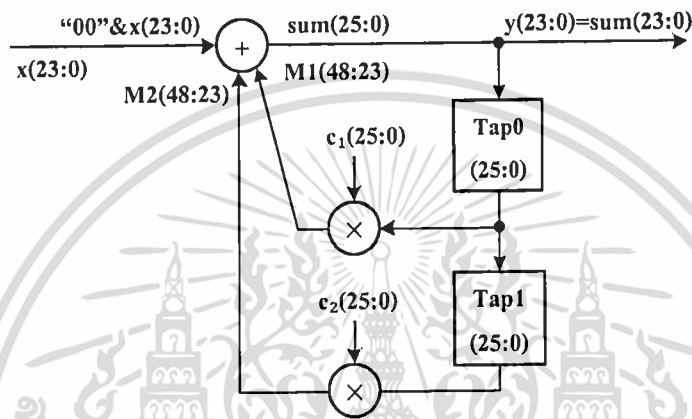 "00"&x(23:0)
sum(25:0)
y(23:0)=sum(23:0)
+
x(23:0)
M1(48:23)
M2(48:23)
Tap0
(25:0)
c₁(25:0)
×
c₂(25:0)
Tap1
(25:0)
×